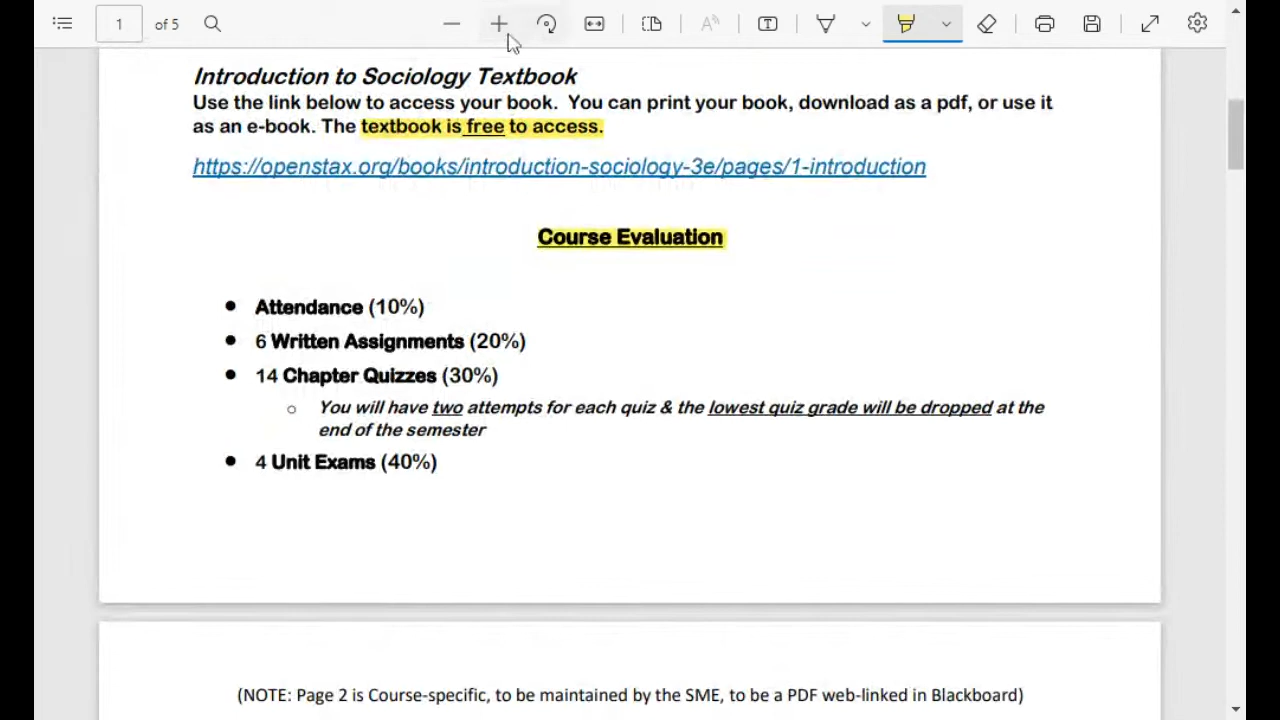 1 of 5
Introduction to Sociology Textbook
Use the link below to access your book.  You can print your book, download as a pdf, or use it
as an e-book. The textbook is free to access.
https://openstax.org/books/introduction-sociology-3e/pages/1-introduction
Course Evaluation
● Attendance (10%)
● 6 Written Assignments (20%)
● 14 Chapter Quizzes (30%)
○ You will have two attempts for each quiz & the lowest quiz grade will be dropped at the
end of the semester
● 4 Unit Exams (40%)
(NOTE: Page 2 is Course-specific, to be maintained by the SME, to be a PDF web-linked in Blackboard)